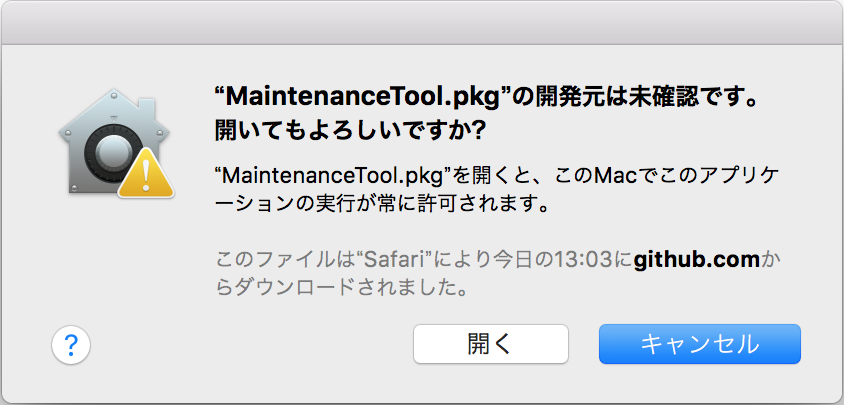 “MaintenanceTool.pkg”の開発元は未確認です。
開いてもよろしいですか?
“MaintenanceTool.pkg”を開くと、このMacでこのアプリケ
ーションの実行が常に許可されます。
このファイルは“Safari”により今日の13:03にgithub.comか
らダウンロードされました。
?
開く
キャンセル